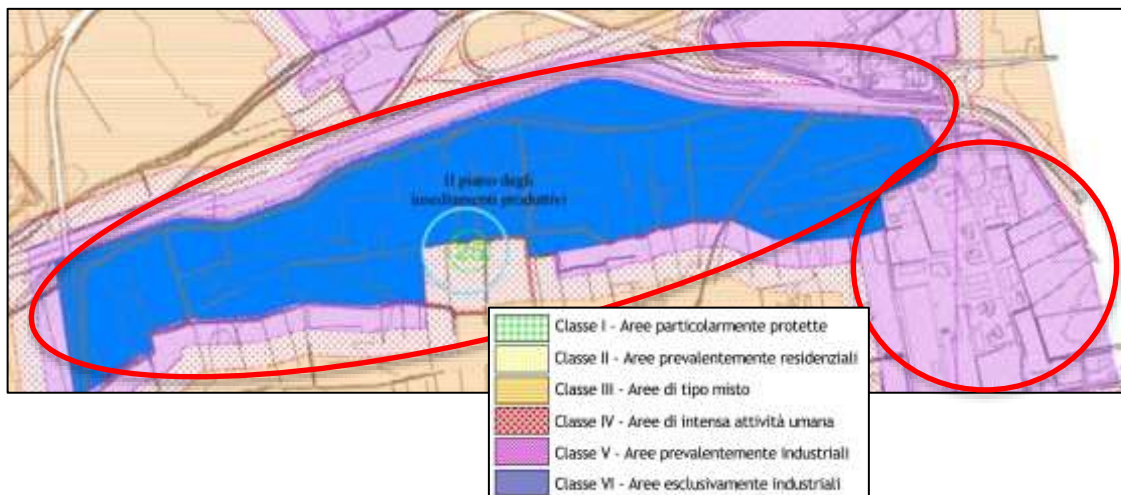 Il piano degli
insediamenti produttivi
Classe I - Aree particolarmente protette
Classe II - Aree prevalentemente residenziali
Classe III - Aree di tipo misto
Classe IV - Aree di intensa attività umana
Classe V - Aree prevalentemente industriali
Classe VI - Aree esclusivamente industriali